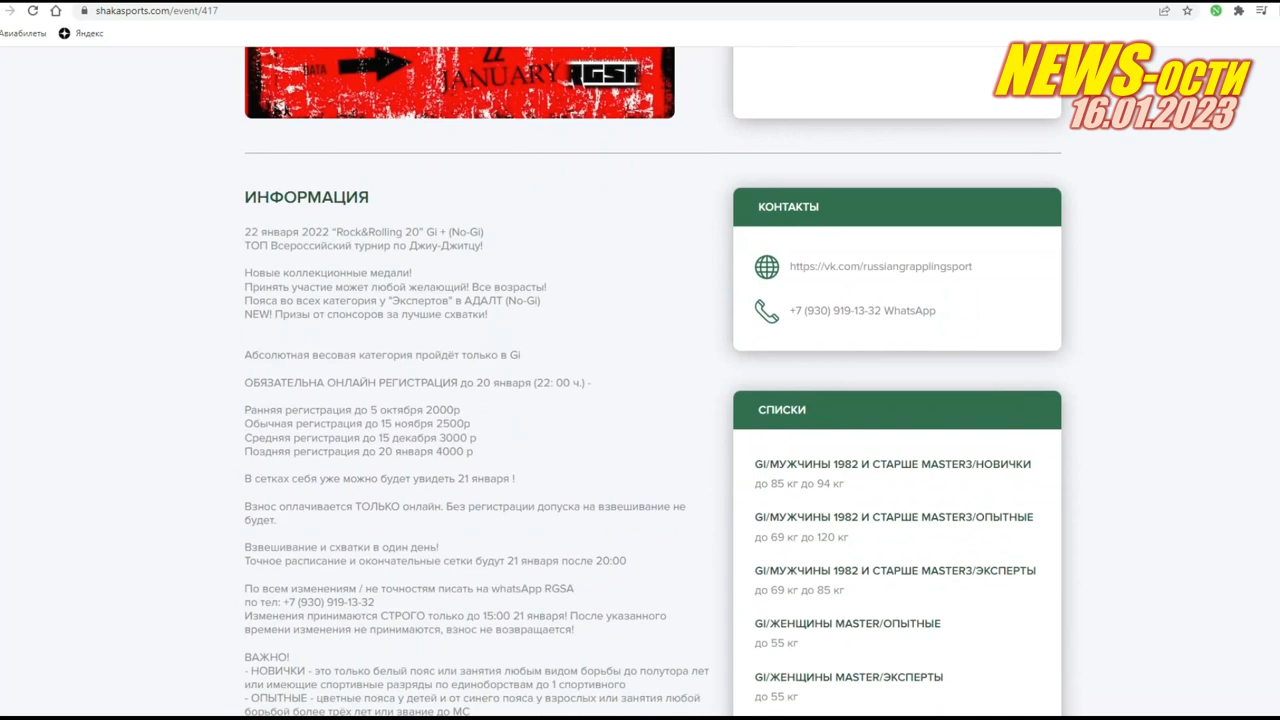 shakasports.com/event/417
Авиабилеты
Яндекс
NEWS-ости
16.01.2023
22
DATA
JANUARY
RGSA
ИНФОРМАЦИЯ
22 января 2022 “Rock&Rolling 20” Gi + (No-Gi)
ТОП Всероссийский турнир по Джиу-Джитцу!
Новые коллекционные медали!
Принять участие может любой желающий! Все возрасты!
Пояса во всех категория у "Экспертов" в АДАЛТ (No-Gi)
NEW! Призы от спонсоров за лучшие схватки!
Абсолютная весовая категория пройдёт только в Gi
ОБЯЗАТЕЛЬНА ОНЛАЙН РЕГИСТРАЦИЯ до 20 января (22: 00 ч.) -
Ранняя регистрация до 5 октября 2000р
Обычная регистрация до 15 ноября 2500р
Средняя регистрация до 15 декабря 3000 р
Поздняя регистрация до 20 января 4000 р
В сетках себя уже можно будет увидеть 21 января !
Взнос оплачивается ТОЛЬКО онлайн. Без регистрации допуска на взвешивание не
будет.
Взвешивание и схватки в один день!
Точное расписание и окончательные сетки будут 21 января после 20:00
По всем изменениям / не точностям писать на whatsApp RGSA
по тел: +7 (930) 919-13-32
Изменения принимаются СТРОГО только до 15:00 21 января! После указанного
времени изменения не принимаются, взнос не возвращается!
ВАЖНО!
- НОВИЧКИ - это только белый пояс или занятия любым видом борьбы до полутора лет
или имеющие спортивные разряды по единоборствам до 1 спортивного
- ОПЫТНЫЕ - цветные пояса у детей и от синего пояса у взрослых или занятия любой
борьбой более трёх лет или звание до МС
КОНТАКТЫ
https://vk.com/russiangrapplingsport
+7 (930) 919-13-32 WhatsApp
СПИСКИ
GI/МУЖЧИНЫ 1982 И СТАРШЕ MASTER3/НОВИЧКИ
до 85 кг до 94 кг
GI/МУЖЧИНЫ 1982 И СТАРШЕ MASTER3/ОПЫТНЫЕ
до 69 кг до 120 кг
GI/МУЖЧИНЫ 1982 И СТАРШЕ MASTER3/ЭКСПЕРТЫ
до 69 кг до 85 кг
GI/ЖЕНЩИНЫ MASTER/ОПЫТНЫЕ
до 55 кг
GI/ЖЕНЩИНЫ MASTER/ЭКСПЕРТЫ
до 55 кг